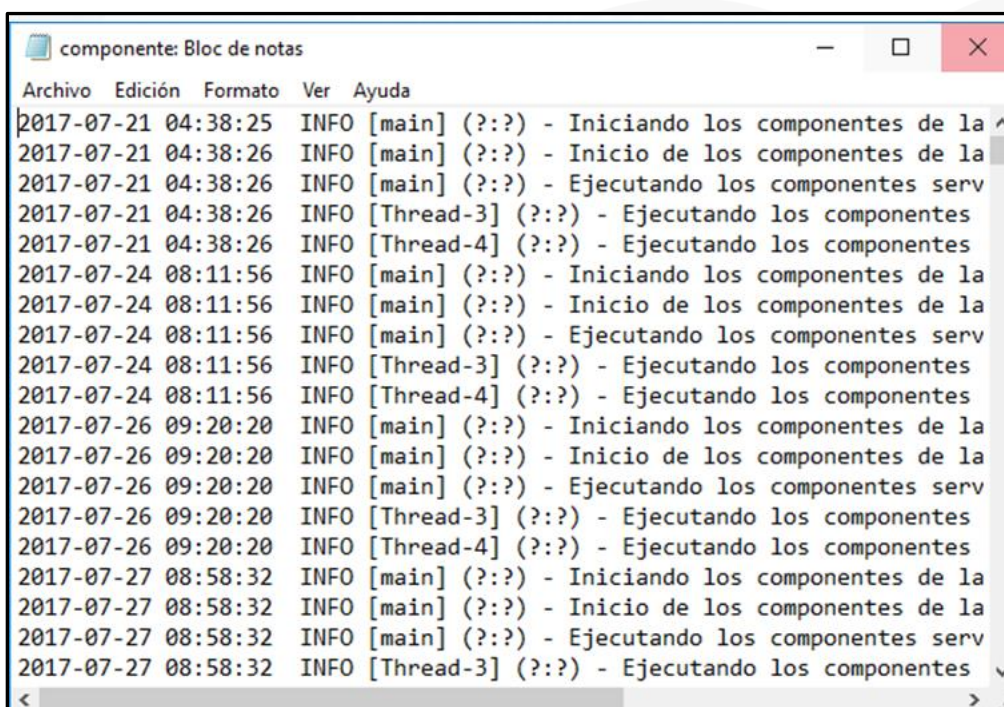 componente: Bloc de notas
Archivo Edición Formato Ver Ayuda
2017-07-21 04:38:25 INFO [main] (?:?) - Iniciando los componentes de la
2017-07-21 04:38:26 INFO [main] (?:?) - Inicio de los componentes de la
2017-07-21 04:38:26 INFO [main] (?:?) - Ejecutando los componentes serv
2017-07-21 04:38:26 INFO [Thread-3] (?:?) - Ejecutando los componentes
2017-07-21 04:38:26 INFO [Thread-4] (?:?) - Ejecutando los componentes
2017-07-24 08:11:56 INFO [main] (?:?) - Iniciando los componentes de la
2017-07-24 08:11:56 INFO [main] (?:?) - Inicio de los componentes de la
2017-07-24 08:11:56 INFO [main] (?:?) - Ejecutando los componentes serv
2017-07-24 08:11:56 INFO [Thread-3] (?:?) - Ejecutando los componentes
2017-07-24 08:11:56 INFO [Thread-4] (?:?) - Ejecutando los componentes
2017-07-26 09:20:20 INFO [main] (?:?) - Iniciando los componentes de la
2017-07-26 09:20:20 INFO [main] (?:?) - Inicio de los componentes de la
2017-07-26 09:20:20 INFO [main] (?:?) - Ejecutando los componentes serv
2017-07-26 09:20:20 INFO [Thread-3] (?:?) - Ejecutando los componentes
2017-07-26 09:20:20 INFO [Thread-4] (?:?) - Ejecutando los componentes
2017-07-27 08:58:32 INFO [main] (?:?) - Iniciando los componentes de la
2017-07-27 08:58:32 INFO [main] (?:?) - Inicio de los componentes de la
2017-07-27 08:58:32 INFO [main] (?:?) - Ejecutando los componentes serv
2017-07-27 08:58:32 INFO [Thread-3] (?:?) - Ejecutando los componentes